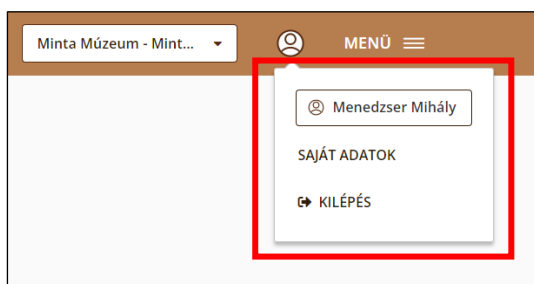 Minta Múzeum - Mint...
MENÜ
Menedzser Mihály
SAJÁT ADATOK
KILÉPÉS